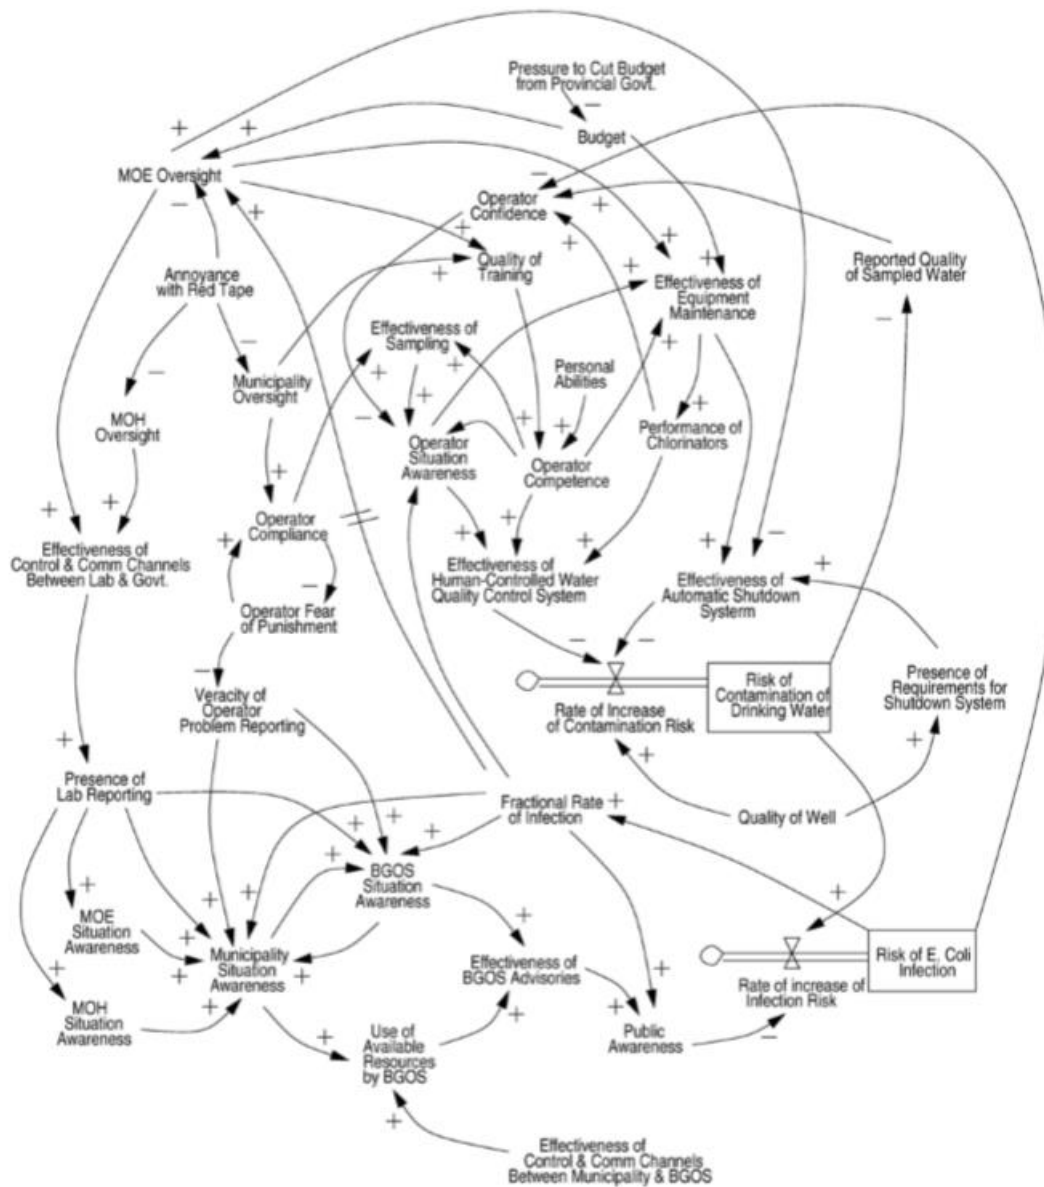 Pressure to Cut Budget
from Provincial Govt.
Budget
MOE Oversight
Operator
Confidence
Quality of
Training
Reported Quality
of Sampled Water
Annoyance
with Red Tape
Effectiveness of
Equipment
Maintenance
Effectiveness of
Sampling
Personal
Abilities
Municipality
Oversight
MOH
Oversight
Operator
Situation
Awareness
Operator
Competence
Performance of
Chlorinators
Operator
Compliance
Effectiveness of
Control & Comm Channels
Between Lab & Govt.
Effectiveness of
Human-Controlled Water
Quality Control System
Effectiveness of
Automatic Shutdown
Systerm
Operator Fear
of Punishment
Veracity of
Operator
Problem Reporting
Risk of
Contamination of
Drinking Water
Presence of
Requirements for
Shutdown System
Rate of Increase
of Contamination Risk
Presence of
Lab Reporting
Fractional Rate
of Infection
Quality of Well
BGOS
Situation
Awareness
MOE
Situation
Awareness
Municipality
Situation
Awareness
Effectiveness of
BGOS Advisories
Risk of E. Coli
Infection
Rate of increase of
Infection Risk
MOH
Situation
Awareness
Use of
Available
Resources
by BGOS
Public
Awareness
Effectiveness of
Control & Comm Channels
Between Municipality & BGOS